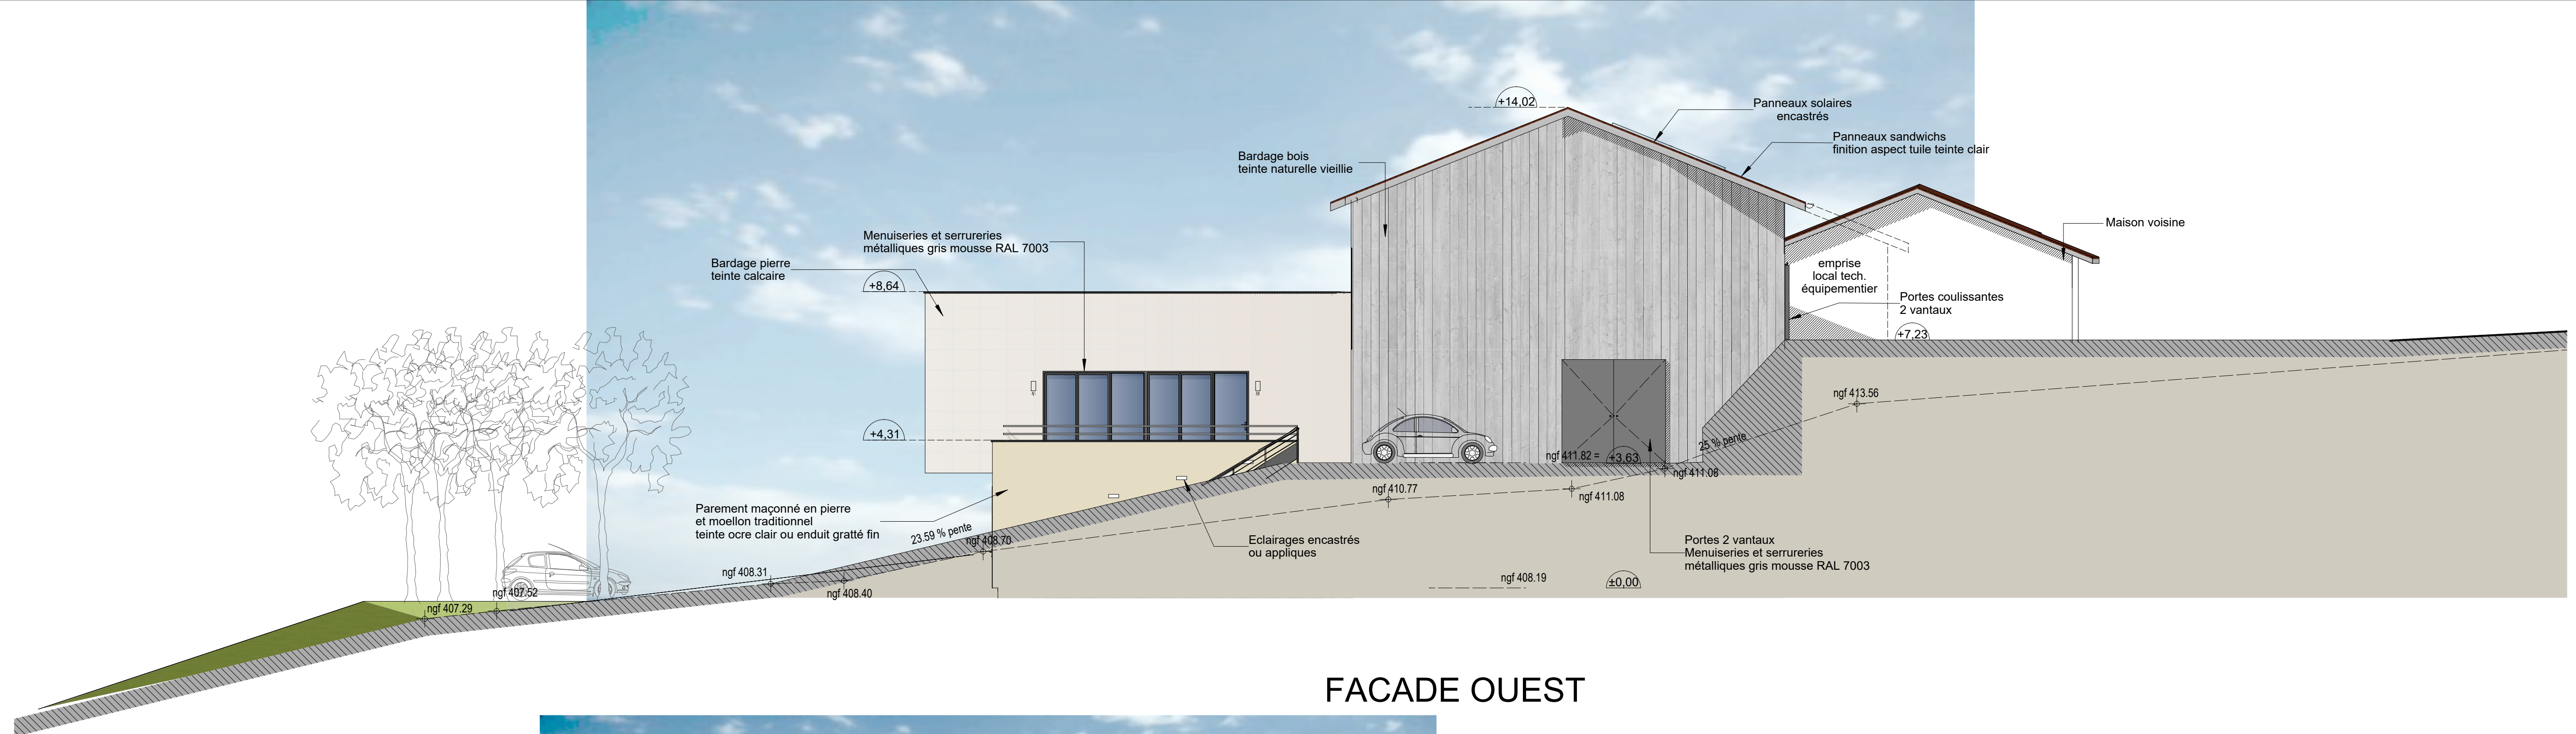 +14,02
Panneaux solaires
encastrés
Panneaux sandwichs
finition aspect tuile teinte clair
Bardage bois
teinte naturelle vieillie
Maison voisine
Menuiseries et serrureries
métalliques gris mousse RAL 7003
Bardage pierre
teinte calcaire
+8,64
emprise
local tech.
équipementier
Portes coulissantes
2 vantaux
+7,23
ngf 413.56
+4,31
25 % pente
ngf 411.82 =
+3,63
ngf 411.08
ngf 410.77
ngf 411.08
Parement maçonné en pierre
et moellon traditionnel
teinte ocre clair ou enduit gratté fin
23.59 % pente
ngf 408.70
Eclairages encastrés
ou appliques
Portes 2 vantaux
Menuiseries et serrureries
métalliques gris mousse RAL 7003
ngf 408.31
ngf 408.19
±0,00
ngf 407.52
ngf 408.40
ngf 407.29
FACADE OUEST